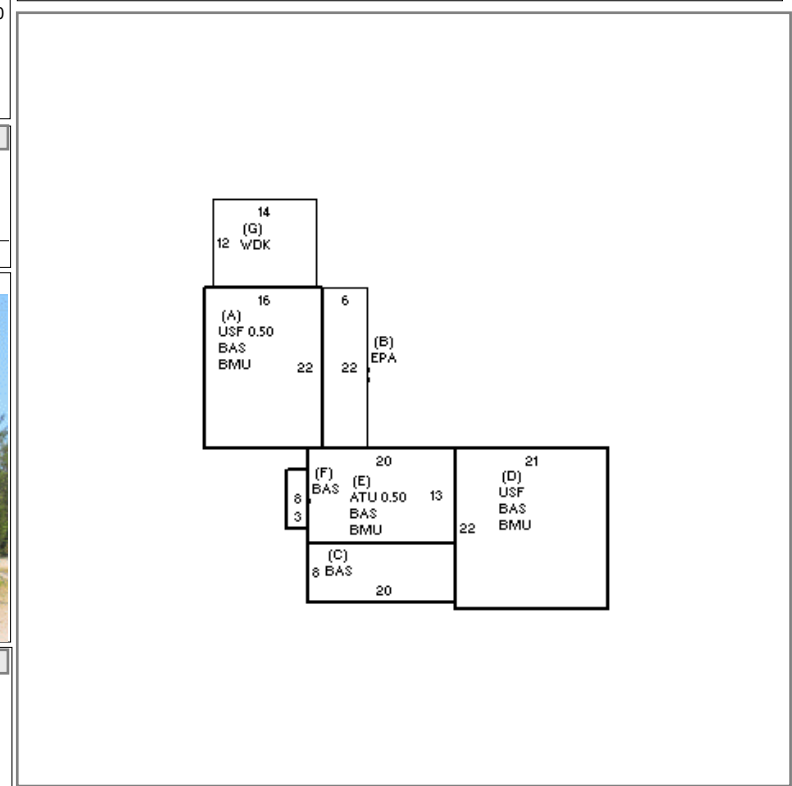 14
(G)
12 WDK
16
6
(A)
USF 0.50
BAS
BMU
22
22
(B)
EPA
20
21
(F)
BAS
(E)
ATU 0.50
BAS
BMU
13
(D)
USF
BAS
BMU
8
3
22
(C)
8 BAS
20